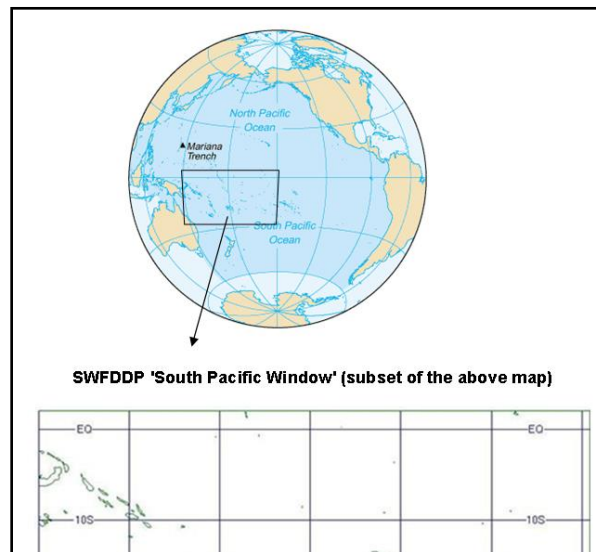 North Pacific
Ocean
Mariana
Trench
South Pacific
Ocean
SWFDDP 'South Pacific Window' (subset of the above map)
EQ EQ
10S 10S